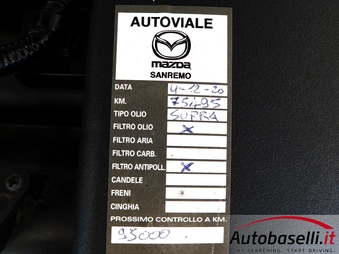 AUTOVIALE
mazda
SANREMO
DATA 4-12-20
KM. 75495
TIPO OLIO SUPRA
FILTRO OLIO X
FILTRO ARIA
FILTRO CARB.
FILTRO ANTIPOLL. X
CANDELE
FRENI
CINGHIA
PROSSIMO CONTROLLO A KM.
95000.
Autobaselli.it